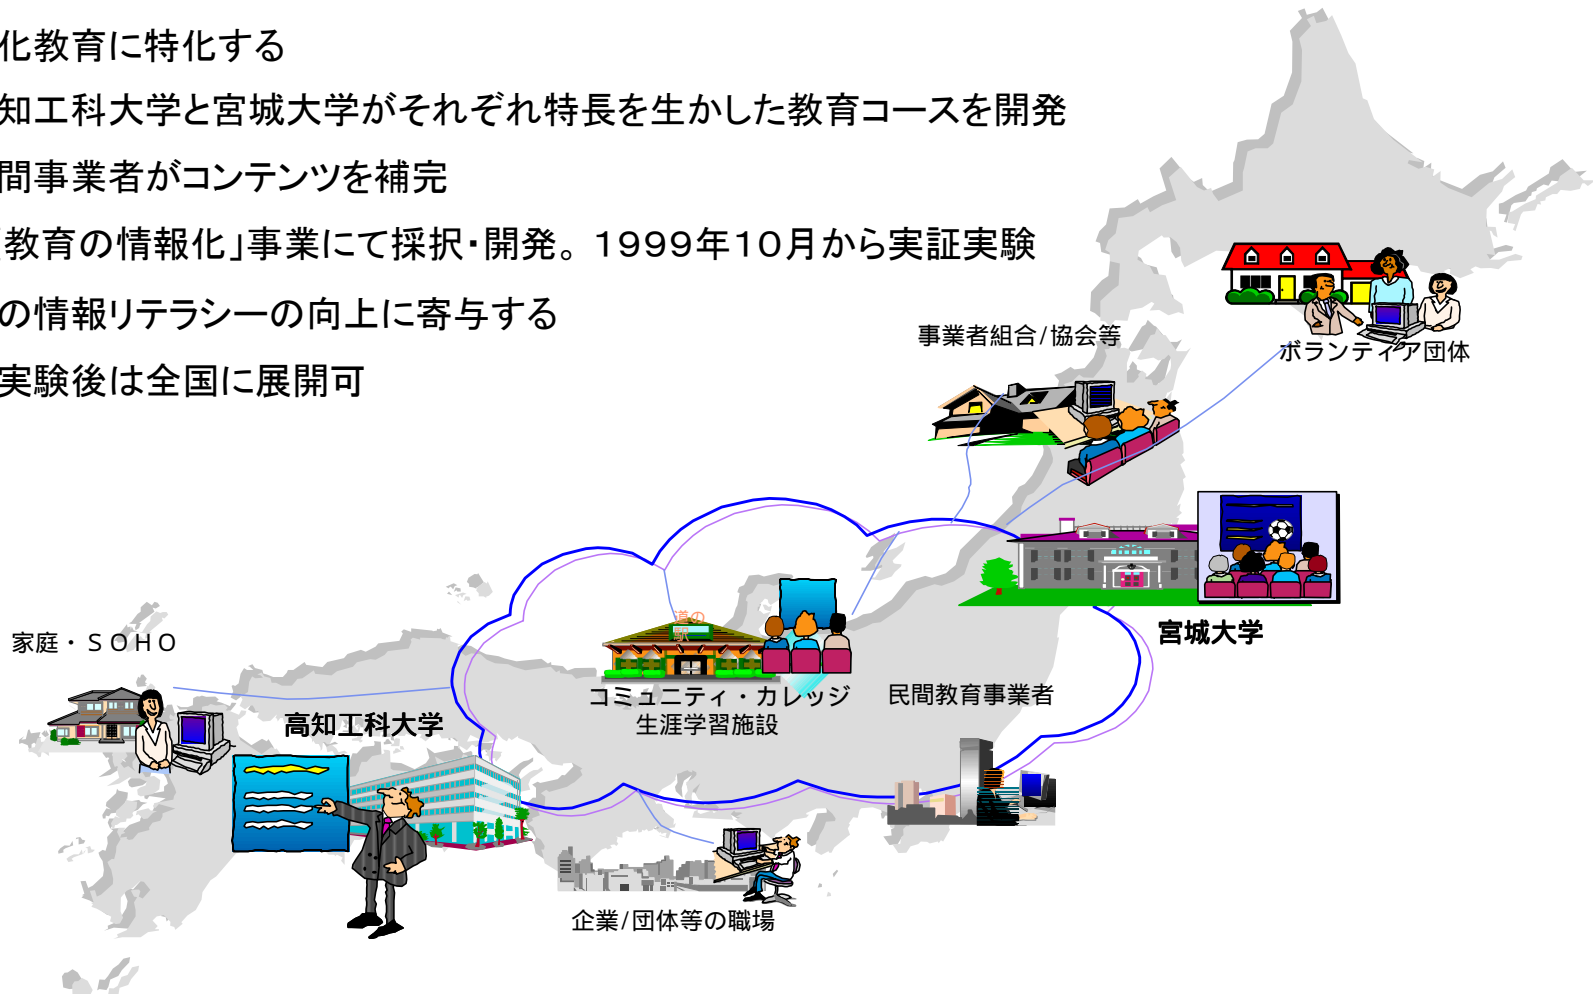 化教育に特化する
知工科大学と宮城大学がそれぞれ特長を生かした教育コースを開発
間事業者がコンテンツを補完
「教育の情報化」事業にて採択・開発。1999年10月から実証実験
の情報リテラシーの向上に寄与する
実験後は全国に展開可
事業者組合/協会等
ボランティア団体
道の
駅
宮城大学
家庭・SOHO
コミュニティ・カレッジ
生涯学習施設
民間教育事業者
高知工科大学
企業/団体等の職場